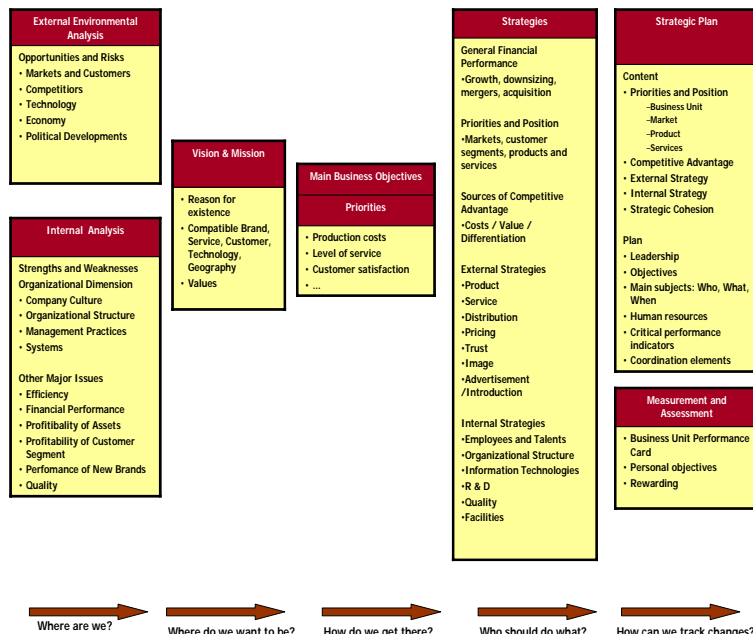 External Environmental
Analysis
Opportunities and Risks
• Markets and Customers
• Competitiors
• Technology
• Economy
• Political Developments
Internal Analysis
Strengths and Weaknesses
Organizational Dimension
• Company Culture
• Organizational Structure
• Management Practices
• Systems
Other Major Issues
• Efficiency
• Financial Performance
• Profitibality of Assets
• Profitability of Customer
Segment
• Perfomance of New Brands
• Quality
Vision & Mission
• Reason for
existence
• Compatible Brand,
Service, Customer,
Technology,
Geography
• Values
Main Business Objectives
Priorities
• Production costs
• Level of service
• Customer satisfaction
• ...
Strategies
General Financial
Performance
•Growth, downsizing,
mergers, acquisition
Priorities and Position
•Markets, customer
segments, products and
services
Sources of Competitive
Advantage
•Costs / Value /
Differentiation
External Strategies
•Product
•Service
•Distribution
•Pricing
•Trust
•Image
•Advertisement
/Introduction
Internal Strategies
•Employees and Talents
•Organizational Structure
•Information Technologies
•R & D
•Quality
•Facilities
Strategic Plan
Content
• Priorities and Position
–Business Unit
–Market
–Product
–Services
• Competitive Advantage
• External Strategy
• Internal Strategy
• Strategic Cohesion
Plan
• Leadership
• Objectives
• Main subjects: Who, What,
When
• Human resources
• Critical performance
indicators
• Coordination elements
Measurement and
Assessment
• Business Unit Performance
Card
• Personal objectives
• Rewarding
Where are we?
Where do we want to be?
How do we get there?
Who should do what?
How can we track changes?